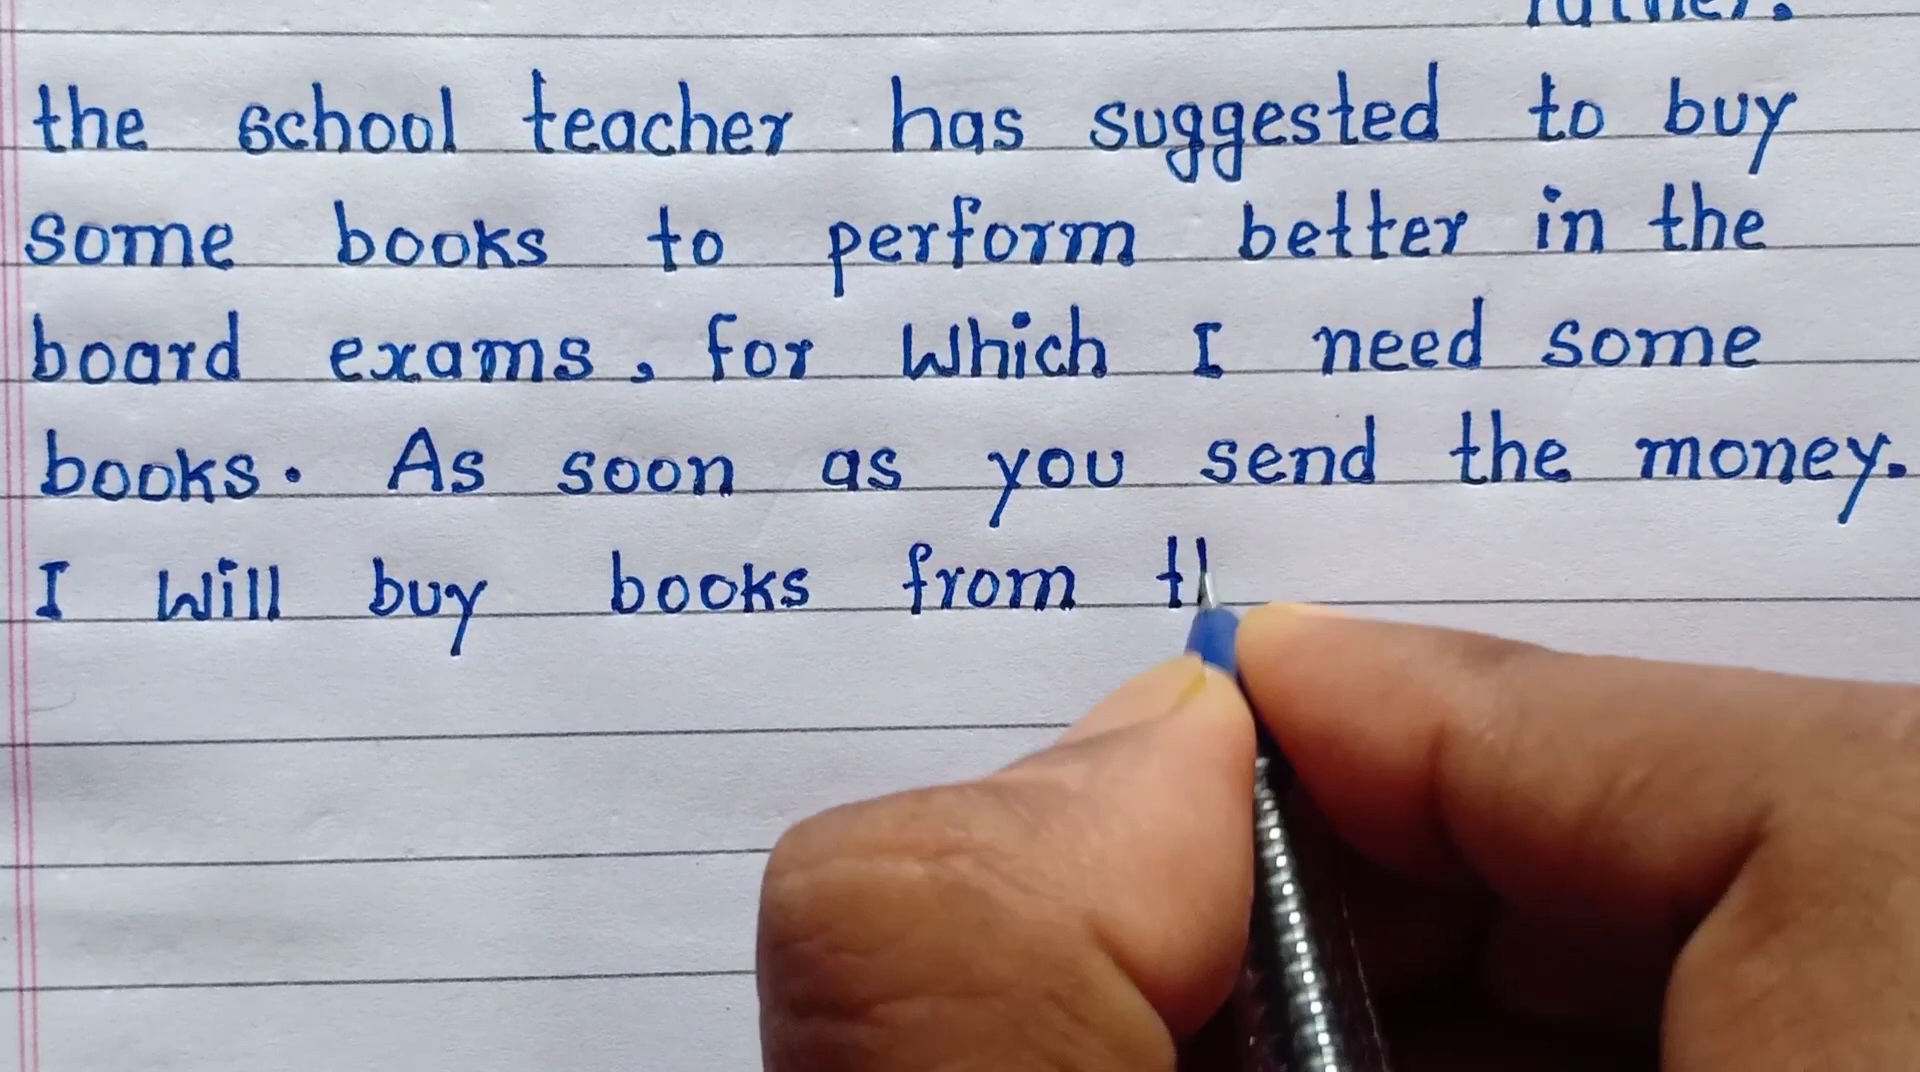 the school teacher has suggested to buy
some books to perform better in the
board exams, for Which I need some
books. As soon as you send the money.
I Will buy books from